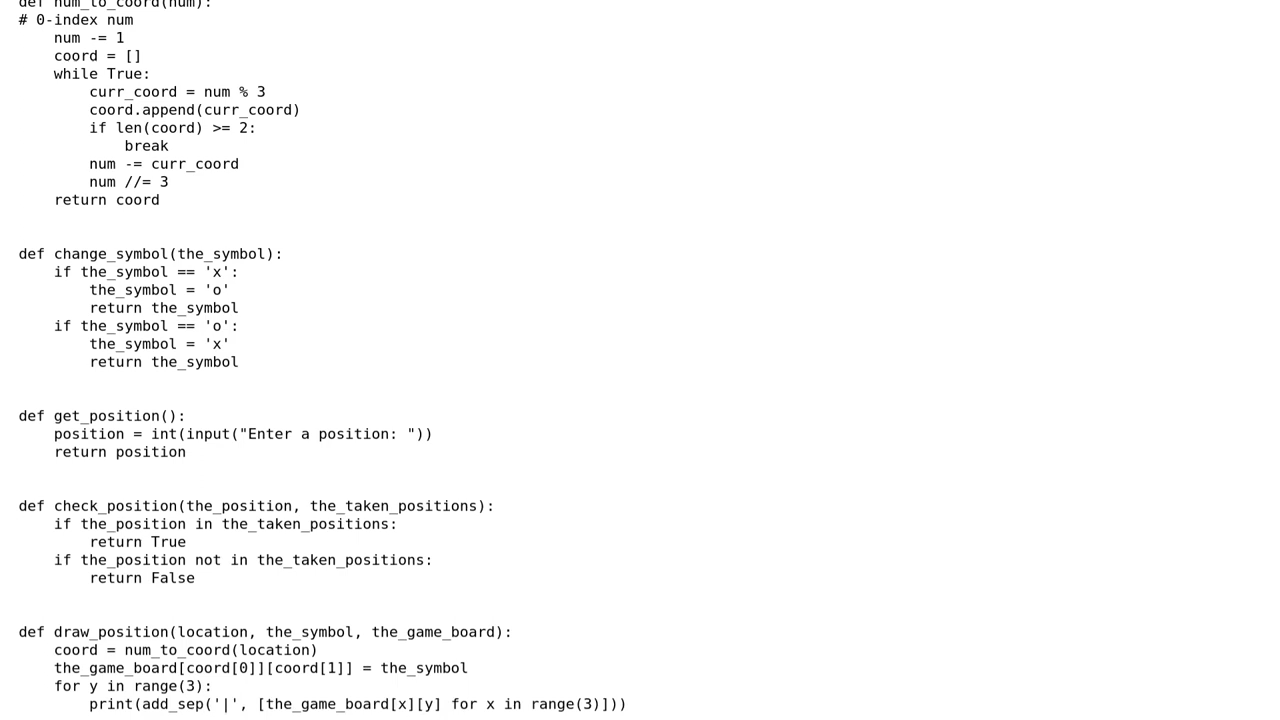 def num_to_coord(num):
# 0-index num
    num -= 1
    coord = []
    while True:
        curr_coord = num % 3
        coord.append(curr_coord)
        if len(coord) >= 2:
            break
        num -= curr_coord
        num //= 3
    return coord
def change_symbol(the_symbol):
    if the_symbol == 'x':
        the_symbol = 'o'
        return the_symbol
    if the_symbol == 'o':
        the_symbol = 'x'
        return the_symbol
def get_position():
    position = int(input("Enter a position: "))
    return position
def check_position(the_position, the_taken_positions):
    if the_position in the_taken_positions:
        return True
    if the_position not in the_taken_positions:
        return False
def draw_position(location, the_symbol, the_game_board):
    coord = num_to_coord(location)
    the_game_board[coord[0]][coord[1]] = the_symbol
    for y in range(3):
        print(add_sep('|', [the_game_board[x][y] for x in range(3)]))